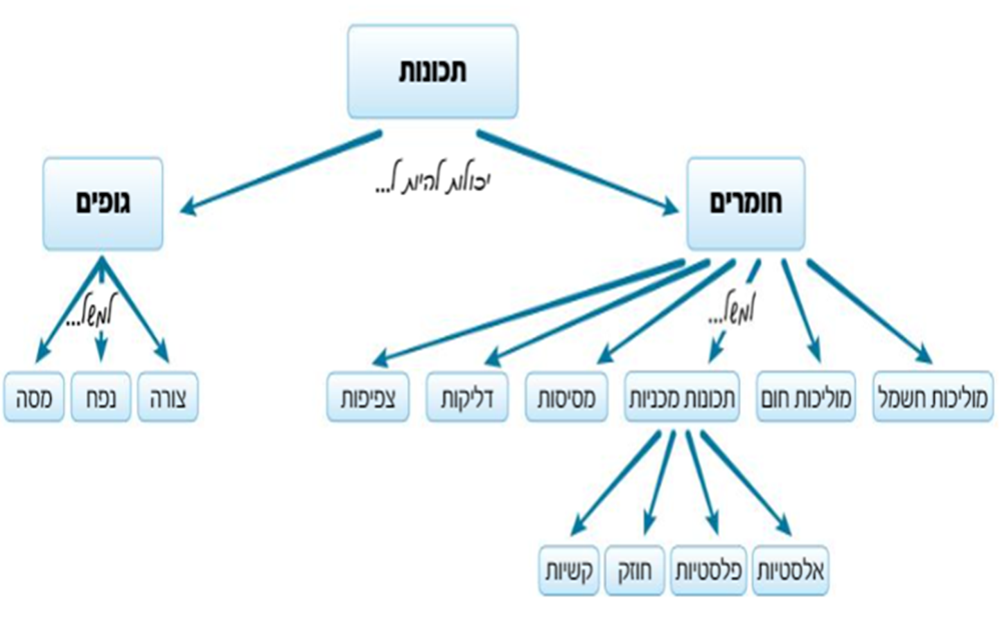 תכונות
יכולות להיות ל...
חומרים
גופים
למשל...
למשל...
מוליכות חשמל
מוליכות חום
תכונות מכניות
מסיסות
דליקות
צפיפות
צורה
נפח
מסה
אלסטיות
פלסטיות
חוזק
קשיות